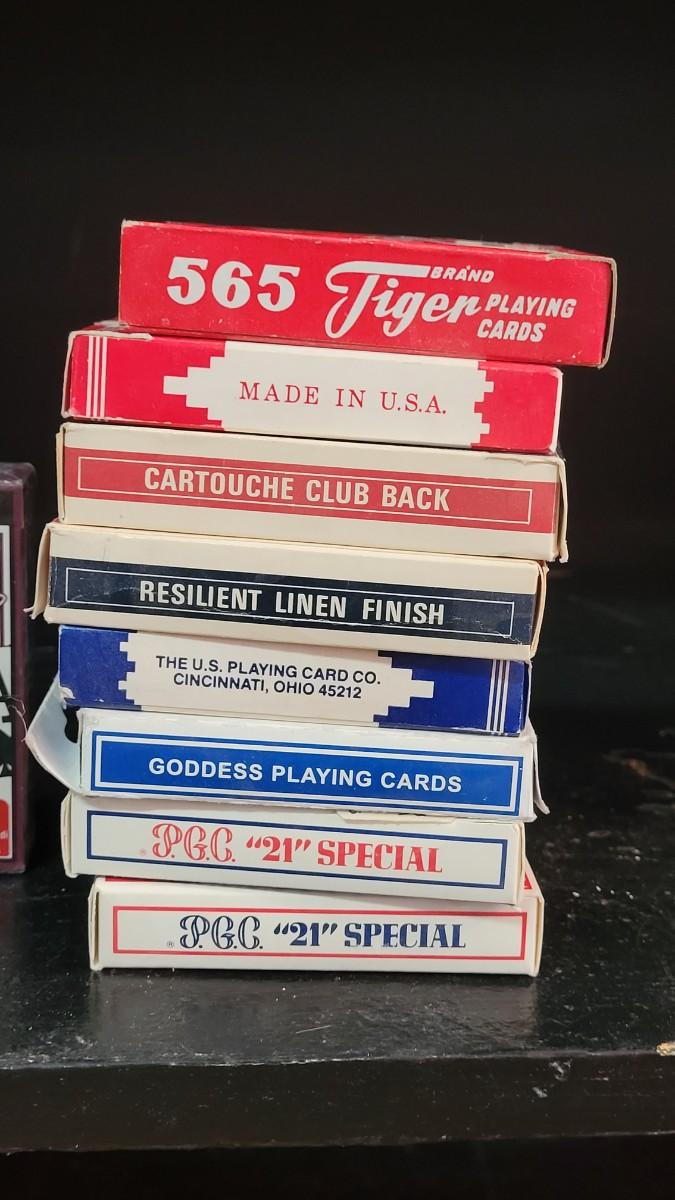 565 BRAND Tiger PLAYING CARDS
MADE IN U.S.A.
CARTOUCHE CLUB BACK
RESILIENT LINEN FINISH
THE U.S. PLAYING CARD CO.
CINCINNATI, OHIO 45212
GODDESS PLAYING CARDS
® P.G.C. “21” SPECIAL
® P.G.C. “21” SPECIAL